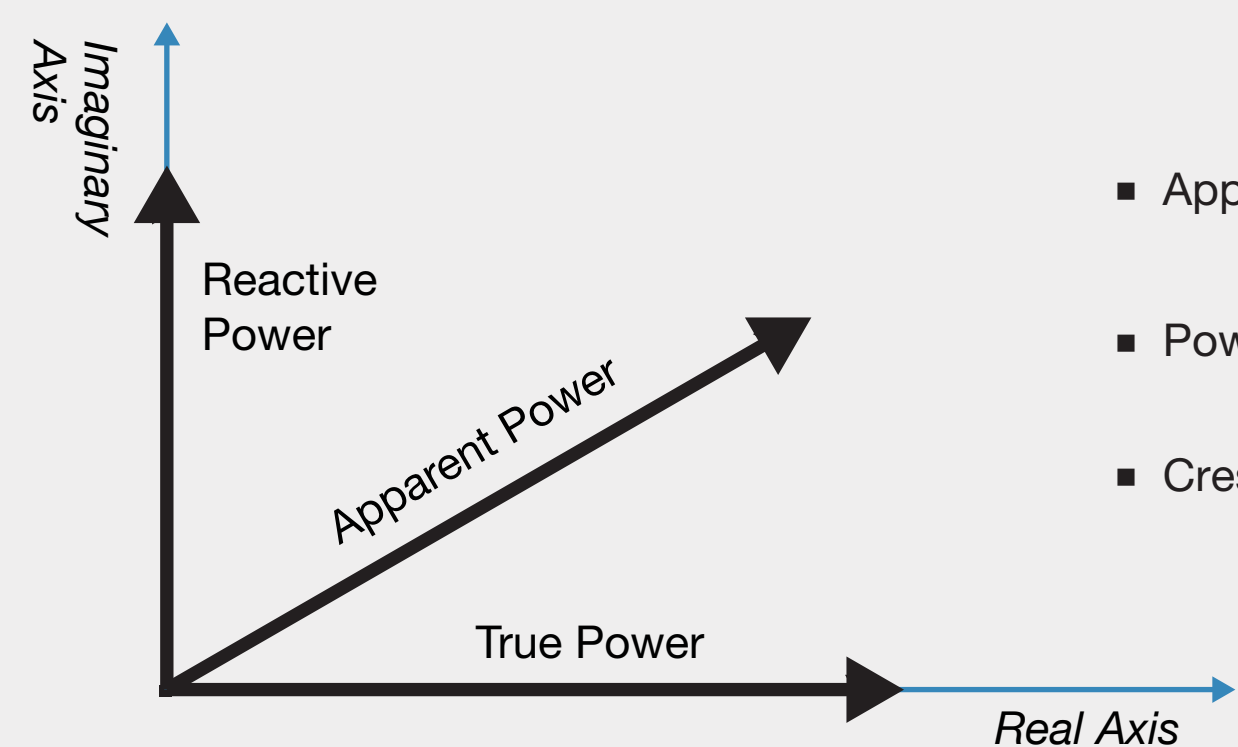 Imaginary
Axis
Reactive
Power
Apparent Power
True Power
Real Axis